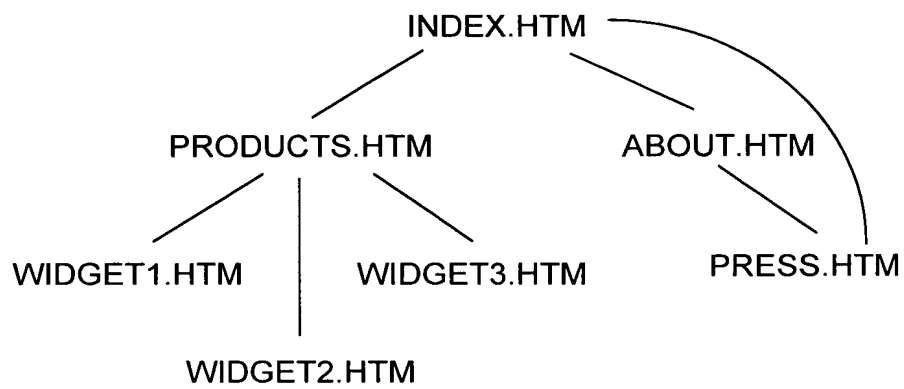 INDEX.HTM
PRODUCTS.HTM
ABOUT.HTM
WIDGET1.HTM
WIDGET3.HTM
PRESS.HTM
WIDGET2.HTM